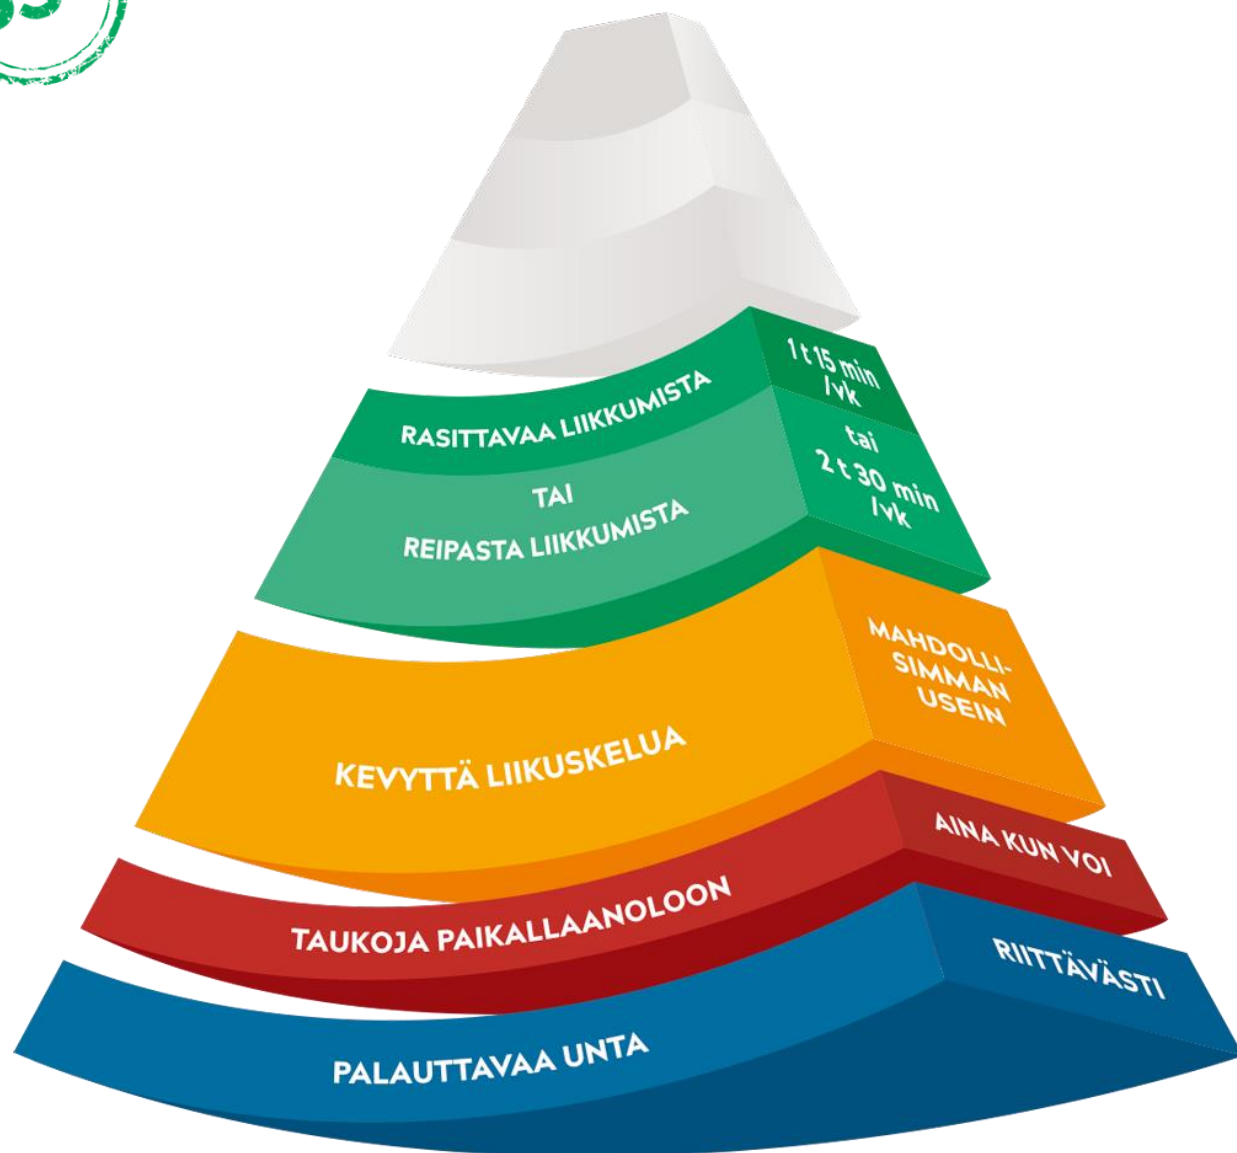 RASITTAVAA LIIKKUMISTA
1 t 15 min
/vk
TAI
REIPASTA LIIKKUMISTA
tai
2 t 30 min
/vk
KEVYTTÄ LIIKUSKELUA
MAHDOLLI-
SIMMAN
USEIN
TAUKOJA PAIKALLAANOLOON
AINA KUN VOI
PALAUTTAVAA UNTA
RIITTÄVÄSTI